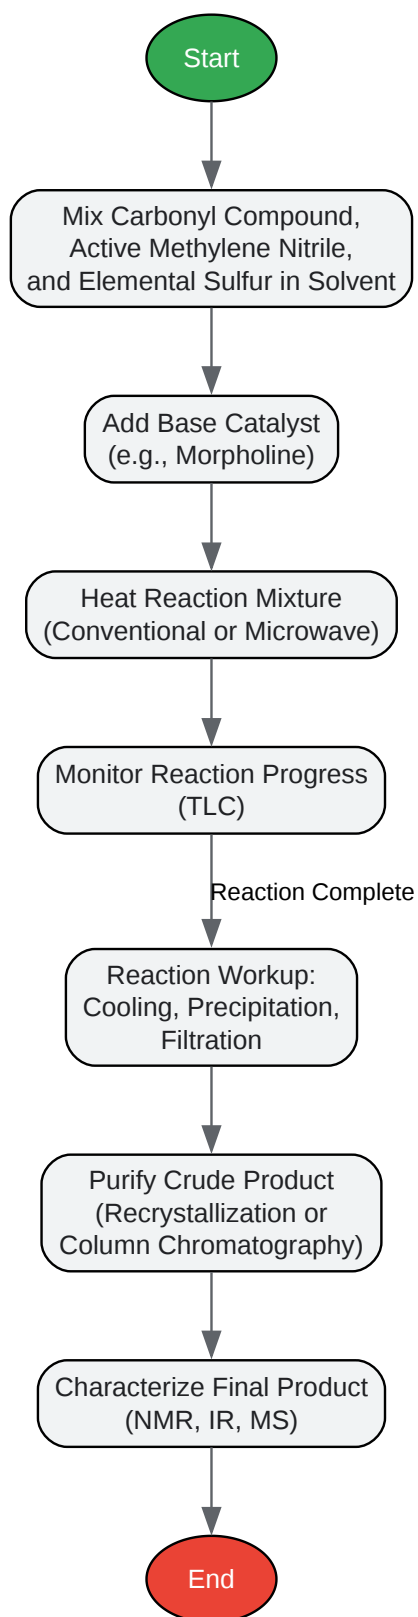 Start
Mix Carbonyl Compound,
Active Methylene Nitrile,
and Elemental Sulfur in Solvent
Add Base Catalyst
(e.g., Morpholine)
Heat Reaction Mixture
(Conventional or Microwave)
Monitor Reaction Progress
(TLC)
Reaction Complete
Reaction Workup:
Cooling, Precipitation,
Filtration
Purify Crude Product
(Recrystallization or
Column Chromatography)
Characterize Final Product
(NMR, IR, MS)
End